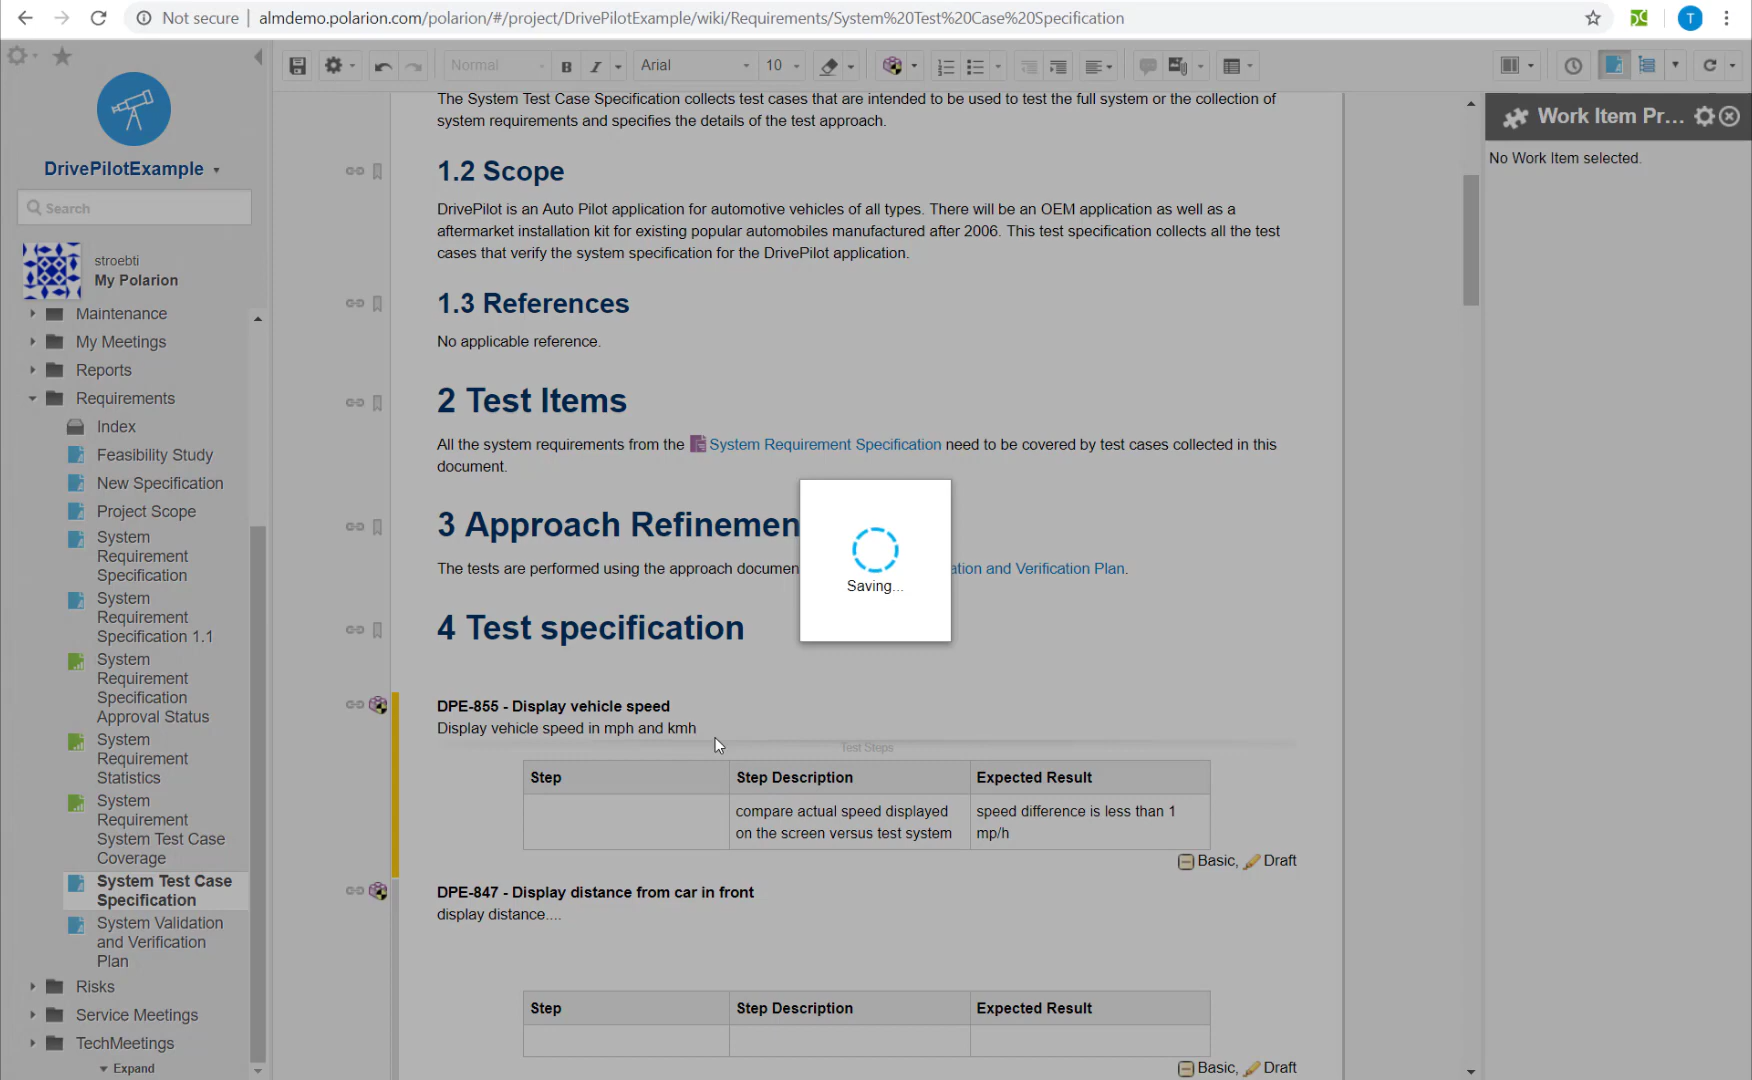 Not secure
almdemo.polarion.com/polarion/#/project/DrivePilotExample/wiki/Requirements/System%20Test%20Case%20Specification
T
DrivePilotExample
Search
stroebti
My Polarion
Maintenance
My Meetings
Reports
Requirements
Index
Feasibility Study
New Specification
Project Scope
System
Requirement
Specification
System
Requirement
Specification 1.1
System
Requirement
Specification
Approval Status
System
Requirement
Statistics
System
Requirement
System Test Case
Coverage
System Test Case
Specification
System Validation
and Verification
Plan
Risks
Service Meetings
TechMeetings
Expand
Normal
B
I
Arial
10
The System Test Case Specification collects test cases that are intended to be used to test the full system or the collection of
system requirements and specifies the details of the test approach.
1.2 Scope
DrivePilot is an Auto Pilot application for automotive vehicles of all types. There will be an OEM application as well as a
aftermarket installation kit for existing popular automobiles manufactured after 2006. This test specification collects all the test
cases that verify the system specification for the DrivePilot application.
1.3 References
No applicable reference.
2 Test Items
All the system requirements from the System Requirement Specification need to be covered by test cases collected in this
document.
3 Approach Refinemen
The tests are performed using the approach documen ation and Verification Plan.
Saving...
4 Test specification
DPE-855 - Display vehicle speed
Display vehicle speed in mph and kmh
Test Steps
Step Step Description Expected Result
compare actual speed displayed speed difference is less than 1
on the screen versus test system mp/h
Basic, Draft
DPE-847 - Display distance from car in front
display distance....
Step Step Description Expected Result
Basic, Draft
Work Item Pr...
No Work Item selected.